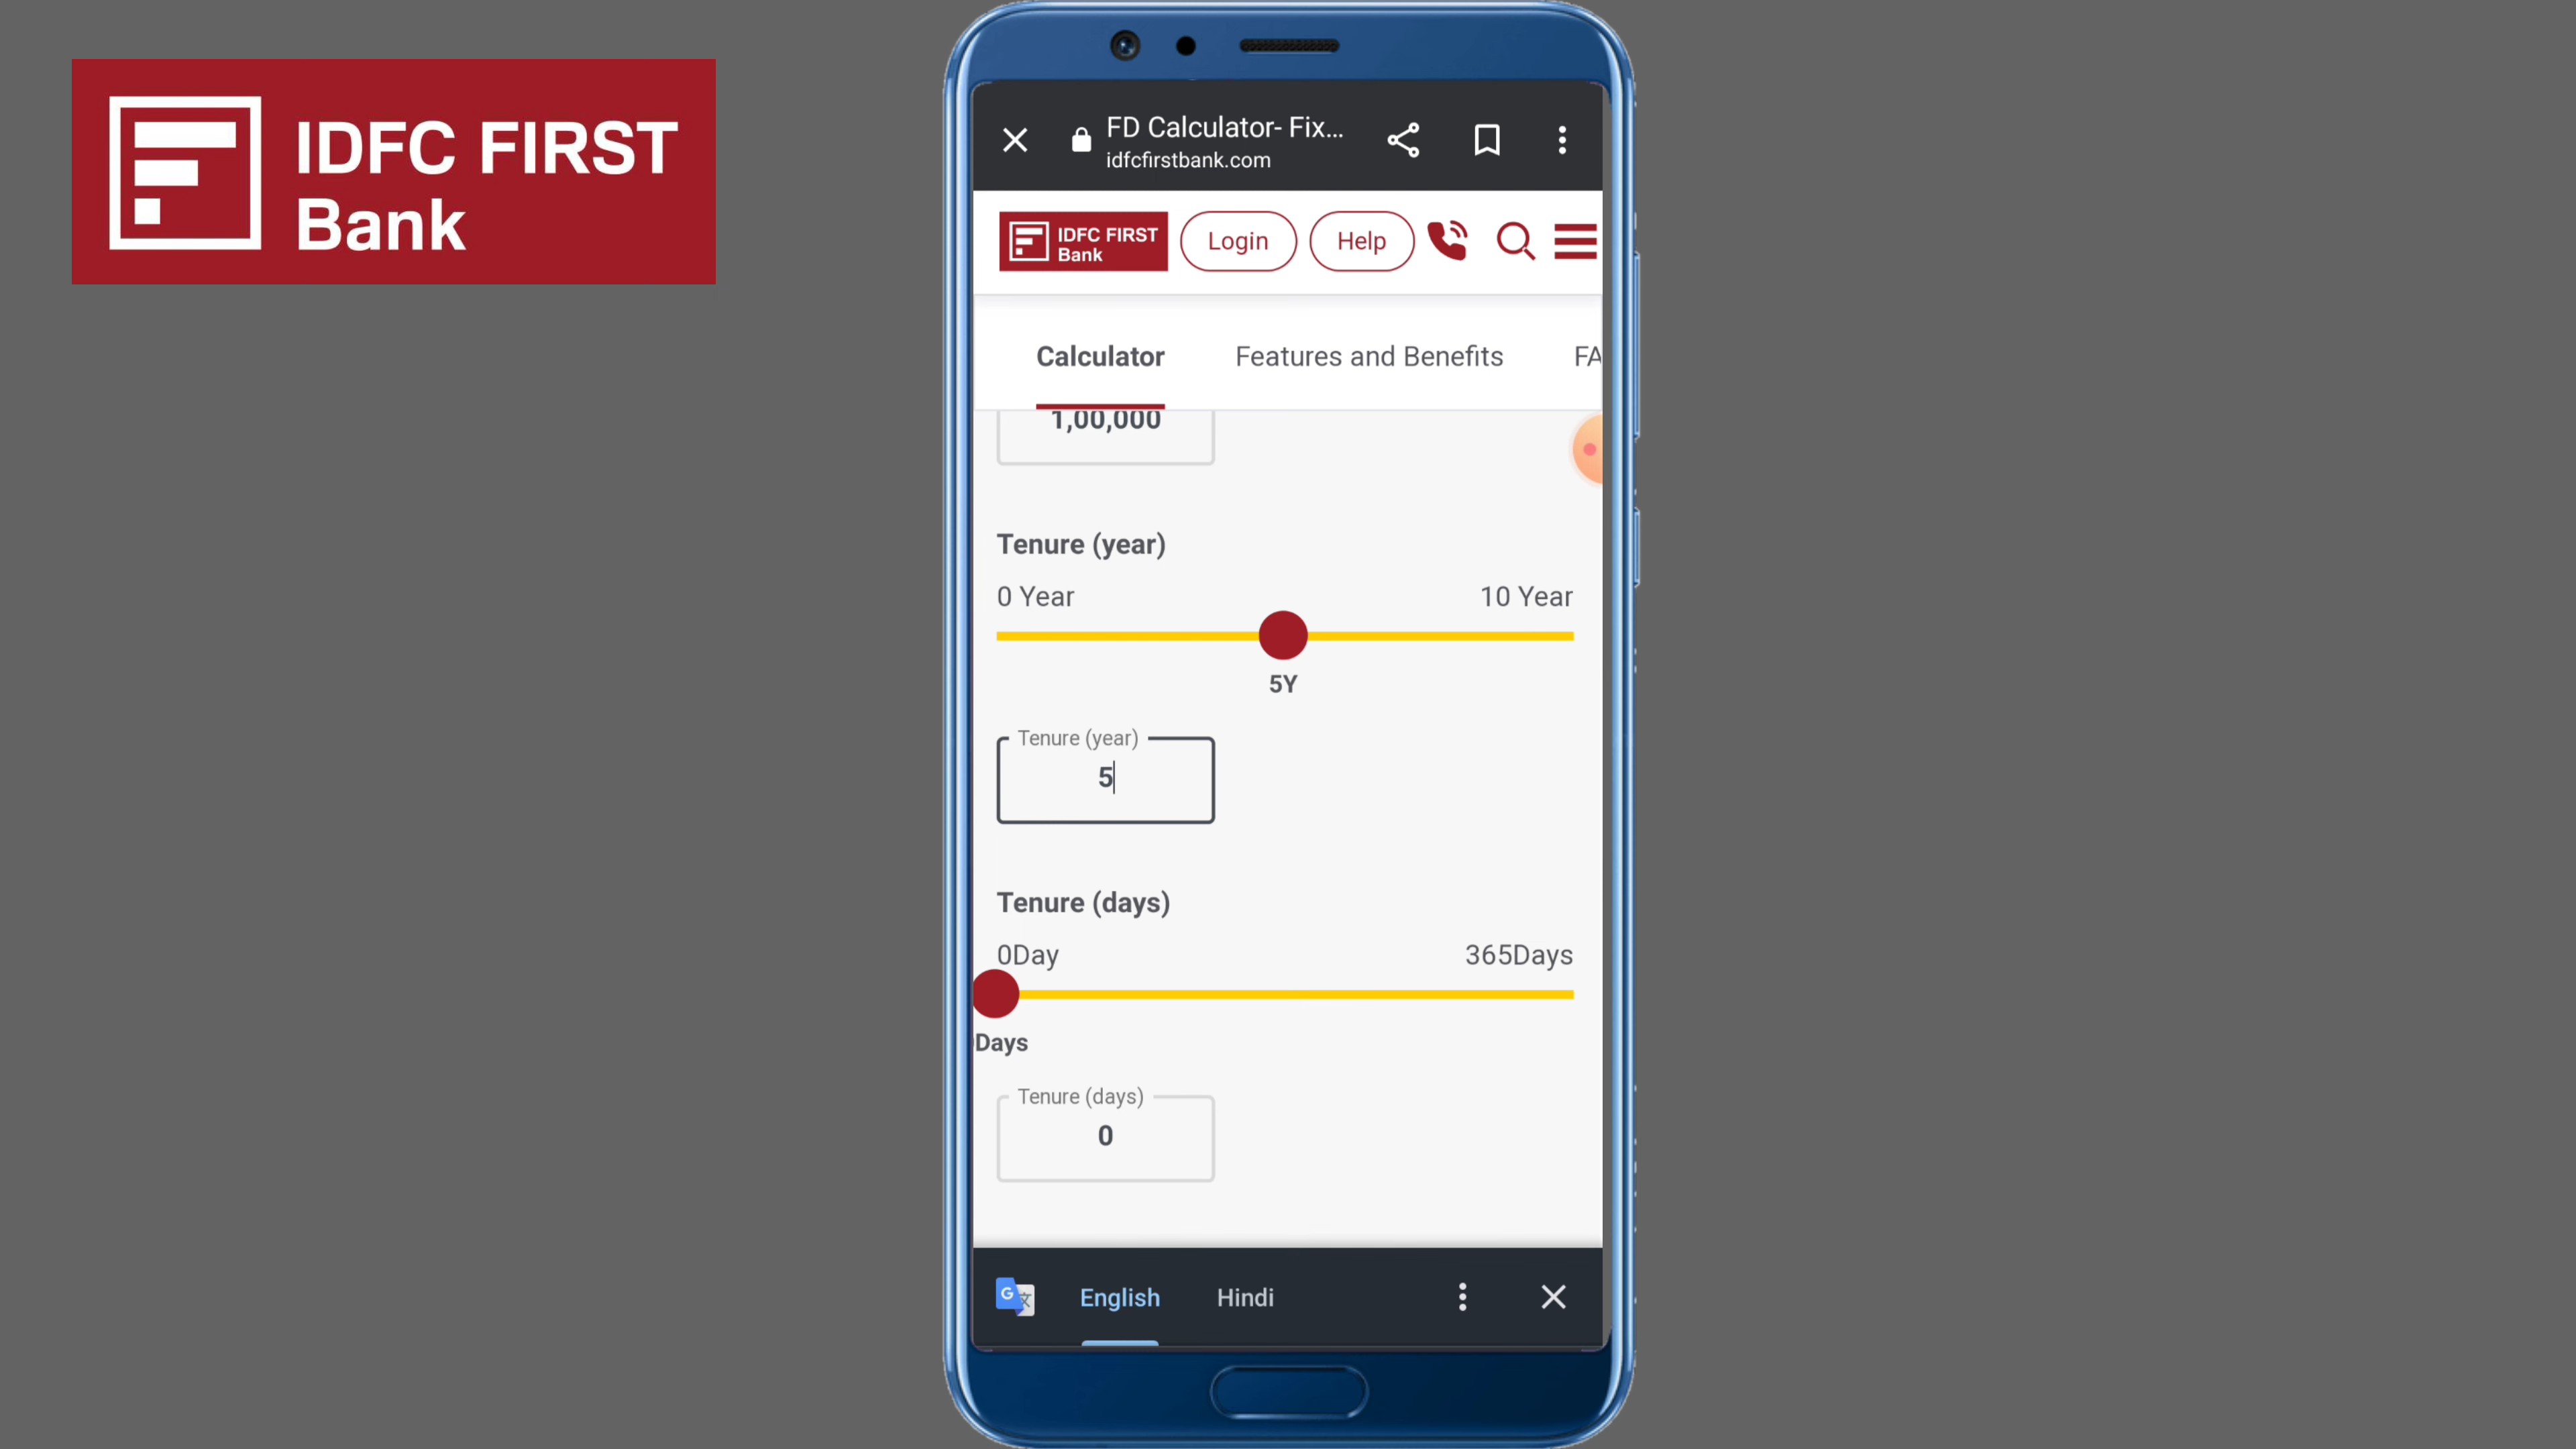 IDFC FIRST
Bank
FD Calculator- Fix...
idfcfirstbank.com
IDFC FIRST
Bank
Login
Help
Calculator
Features and Benefits
FA
1,00,000
Tenure (year)
0 Year
10 Year
5Y
Tenure (year)
5
Tenure (days)
0Day
365Days
Days
Tenure (days)
0
G
English
Hindi